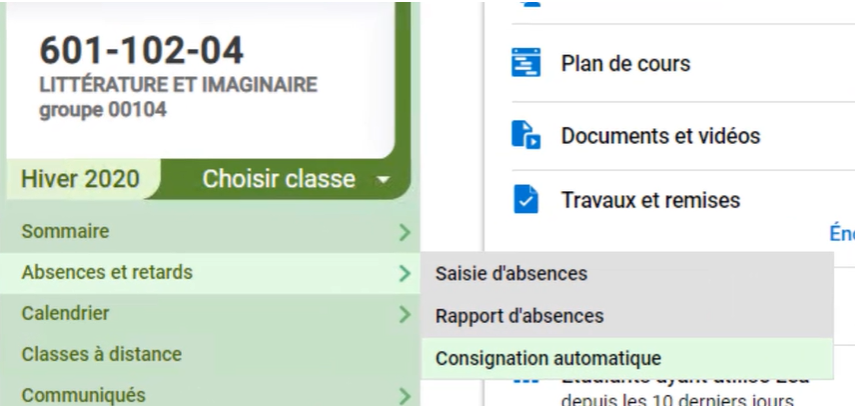 601-102-04
LITTÉRATURE ET IMAGINAIRE
groupe 00104
Hiver 2020
Choisir classe
Sommaire
Absences et retards
Calendrier
Classes à distance
Communiqués
Saisie d'absences
Rapport d'absences
Consignation automatique
Plan de cours
Documents et vidéos
Travaux et remises
depuis les 10 derniers jours